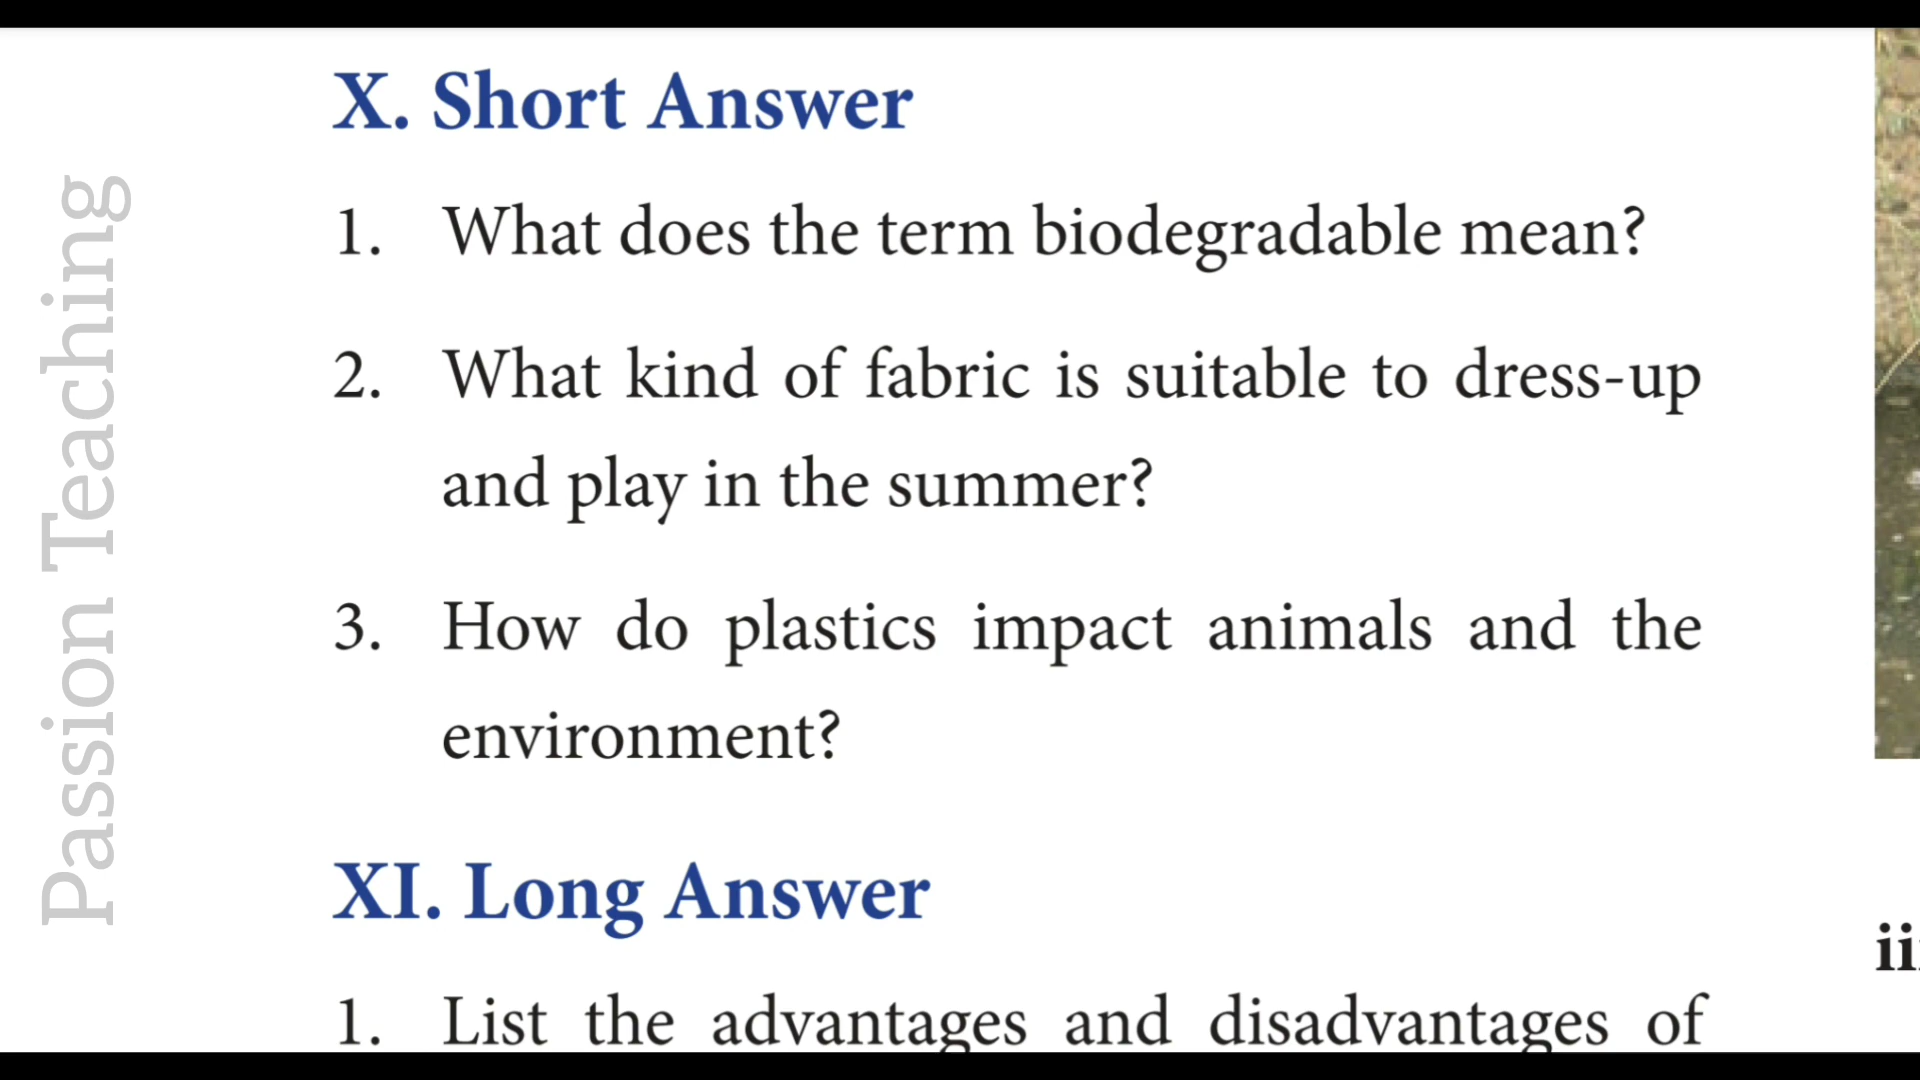 Passion Teaching
X. Short Answer
1. What does the term biodegradable mean?
2. What kind of fabric is suitable to dress-up
and play in the summer?
3. How do plastics impact animals and the
environment?
XI. Long Answer
1. List the advantages and disadvantages of